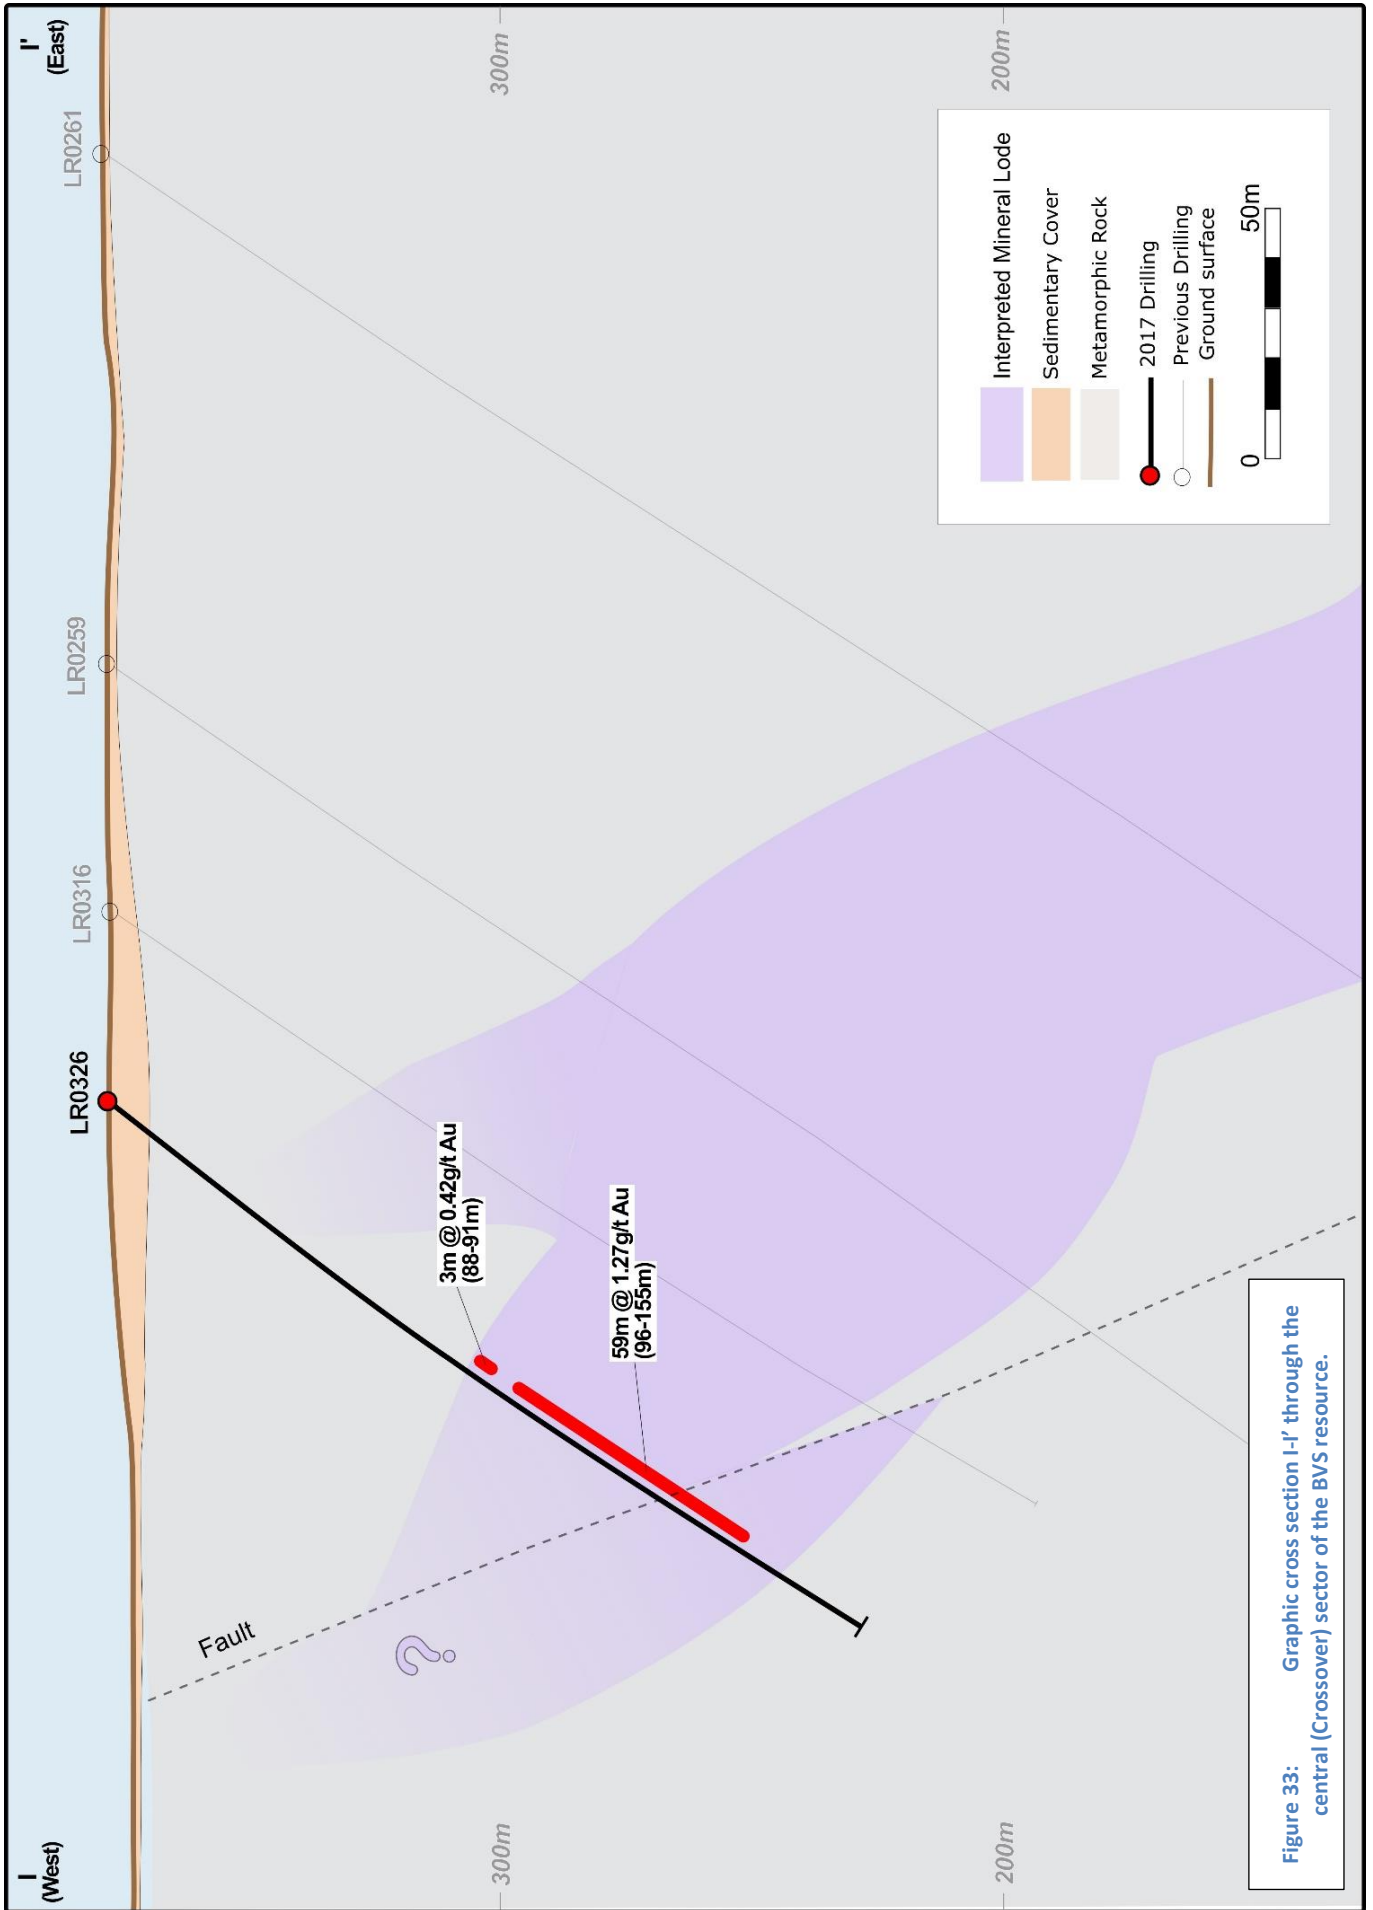 I
(West)
I'
(East)
LR0326
LR0316
LR0259
LR0261
Fault
?
300m
300m
3m @ 0.42g/t Au
(88-91m)
59m @ 1.27g/t Au
(96-155m)
200m
200m
Interpreted Mineral Lode
Sedimentary Cover
Metamorphic Rock
2017 Drilling
Previous Drilling
Ground surface
0
50m
Figure 33: Graphic cross section I-I’ through the
central (Crossover) sector of the BVS resource.